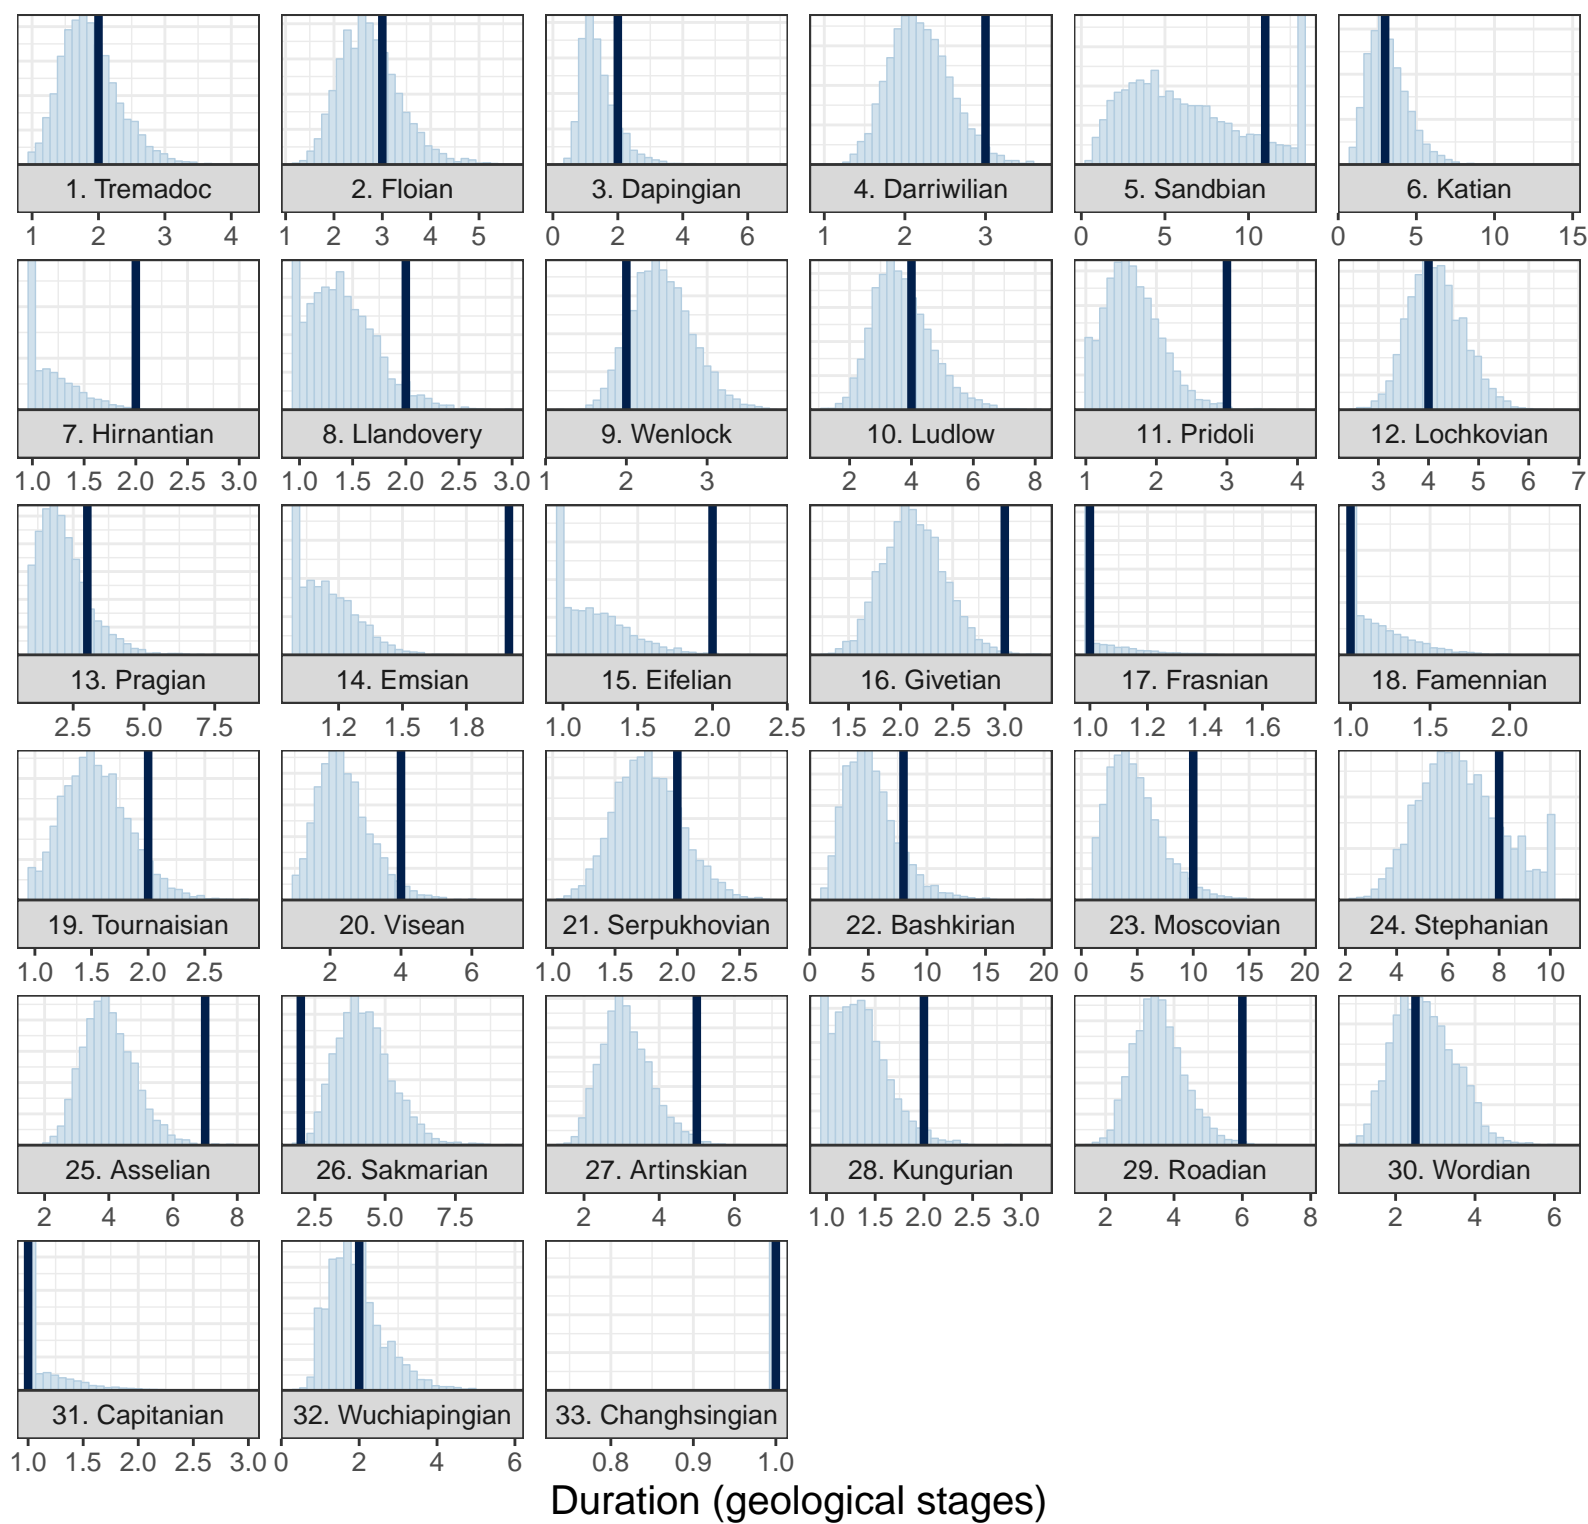 1. Tremadoc 2. Floian 3. Dapingian 4. Darriwilian 5. Sandbian 6. Katian
1 2 3 4 1 2 3 4 5 0 2 4 6 1 2 3 0 5 10 0 5 10 15
7. Hirnantian 8. Llandovery 9. Wenlock 10. Ludlow 11. Pridoli 12. Lochkovian
1.0 1.5 2.0 2.5 3.0 1.0 1.5 2.0 2.5 3.0 1 2 3 2 4 6 8 1 2 3 4 3 4 5 6 7
13. Pragian 14. Emsian 15. Eifelian 16. Givetian 17. Frasnian 18. Famennian
2.5 5.0 7.5 1.2 1.5 1.8 1.0 1.5 2.0 2.5 1.5 2.0 2.5 3.0 1.0 1.2 1.4 1.6 1.0 1.5 2.0
19. Tournaisian 20. Visean 21. Serpukhovian 22. Bashkirian 23. Moscovian 24. Stephanian
1.0 1.5 2.0 2.5 2 4 6 1.0 1.5 2.0 2.5 0 5 10 15 20 0 5 10 15 20 2 4 6 8 10
25. Asselian 26. Sakmarian 27. Artinskian 28. Kungurian 29. Roadian 30. Wordian
2 4 6 8 2.5 5.0 7.5 2 4 6 1.0 1.5 2.0 2.5 3.0 2 4 6 8 2 4 6
31. Capitanian 32. Wuchiapingian 33. Changhsingian
1.0 1.5 2.0 2.5 3.0 0 2 4 6 0.8 0.9 1.0
Duration (geological stages)